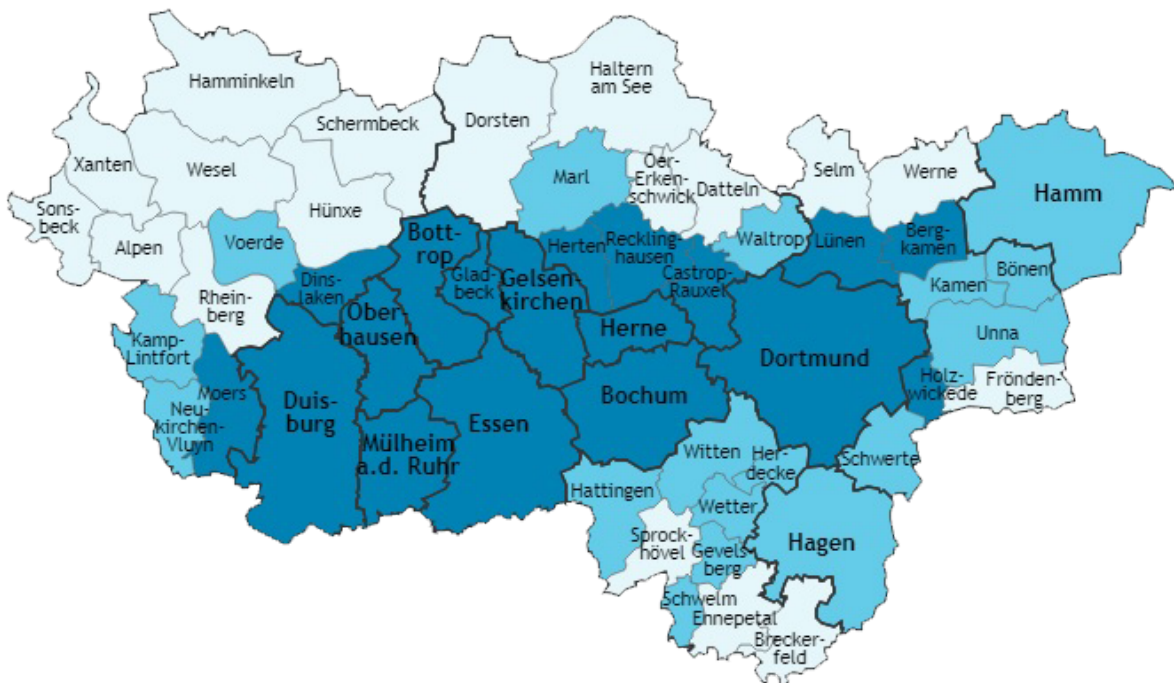 Hamminkeln
Haltern
am See
Schermbeck
Dorsten
Xanten
Wesel
Marl
Oer-
Erken-
schwick
Datteln
Selm
Werne
Hamm
Sons-
beck
Alpen
Voerde
Hünxe
Bott-
rop
Herten
Reckling-
hausen
Waltrop
Lünen
Berg-
kamen
Dins-
laken
Glad-
beck
Gelsen-
kirchen
Castrop-
Rauxel
Kamen
Bönen
Rhein-
berg
Ober
hausen
Herne
Unna
Kamp-
Lintfort
Dortmund
Holz-
wickede
Frönden-
berg
Moers
Neu-
kirchen-
Vluyn
Duis-
burg
Essen
Bochum
Mülheim
a.d. Ruhr
Witten
Her-
decke
Schwerte
Hattingen
Wetter
Sprock-
hövel
Gevels
berg
Hagen
Schwelm
Ennepetal
Brecker-
feld